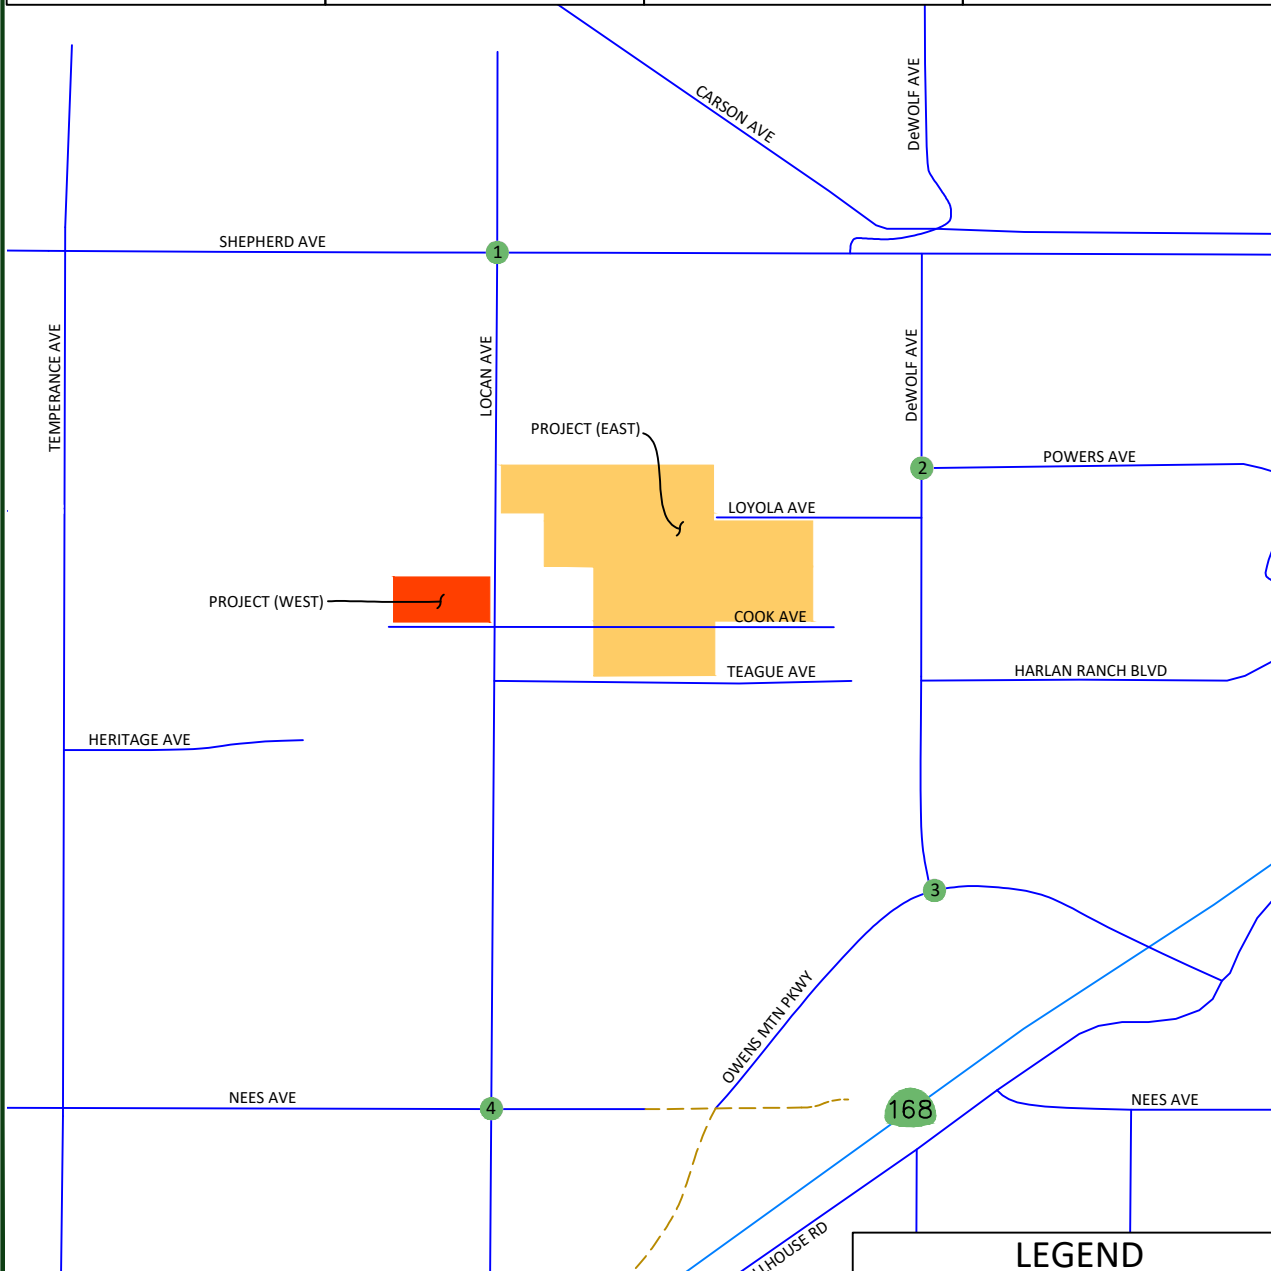 CARSON AVE
DeWOLF AVE
SHEPHERD AVE
1
TEMPERANCE AVE
LOCAN AVE
DeWOLF AVE
PROJECT (EAST)
2
POWERS AVE
LOYOLA AVE
PROJECT (WEST)
COOK AVE
TEAGUE AVE
HARLAN RANCH BLVD
HERITAGE AVE
3
OWENS MTN PKWY
NEES AVE
4
168
NEES AVE
LLHOUSE RD
LEGEND